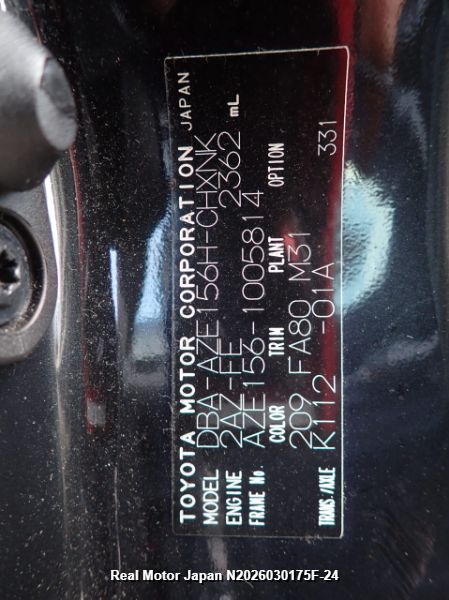 TOYOTA MOTOR CORPORATION JAPAN
MODEL DBA-AZE156H-CHXNK
ENGINE 2AZ-FE 2362 mL
FRAME No. AZE156-1005814
COLOR TRIM PLANT OPTION
209 FA80 M31 331
TRANS./AXLE K112 -01A
Real Motor Japan N2026030175F-24